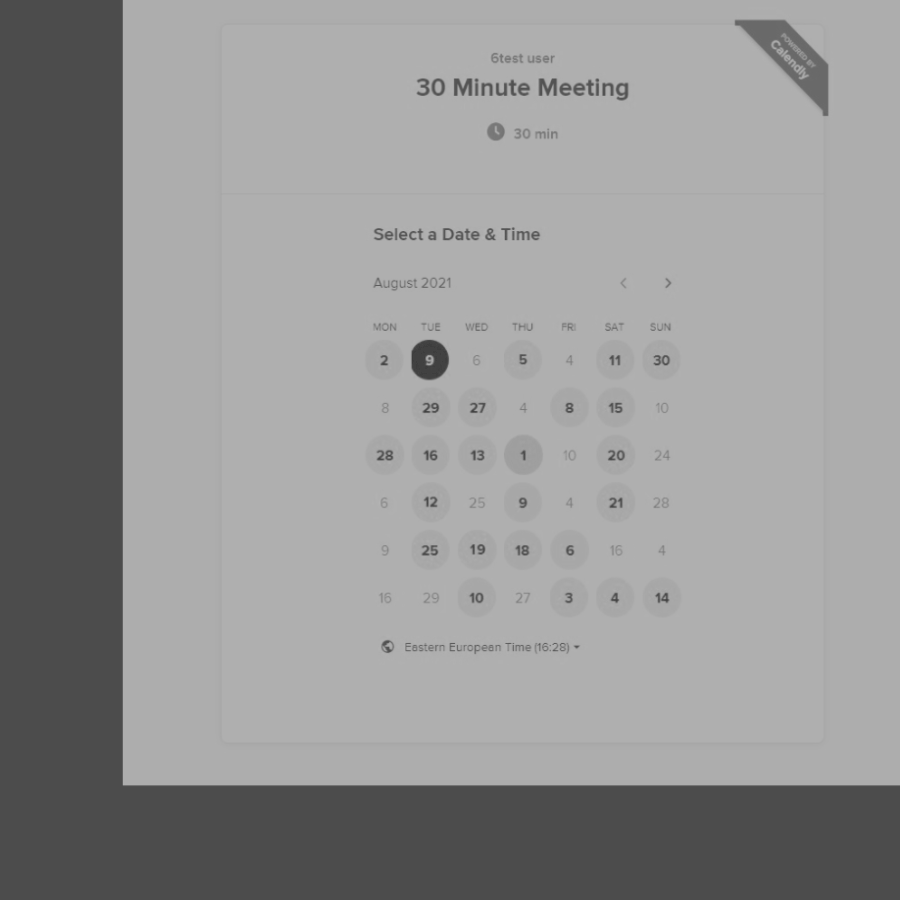 POWERED BY
Calendly
6test user
30 Minute Meeting
30 min
Select a Date & Time
August 2021
MON TUE WED THU FRI SAT SUN
2 9 6 5 4 11 30
8 29 27 4 8 15 10
28 16 13 1 10 20 24
6 12 25 9 4 21 28
9 25 19 18 6 16 4
16 29 10 27 3 4 14
Eastern European Time (16:28)